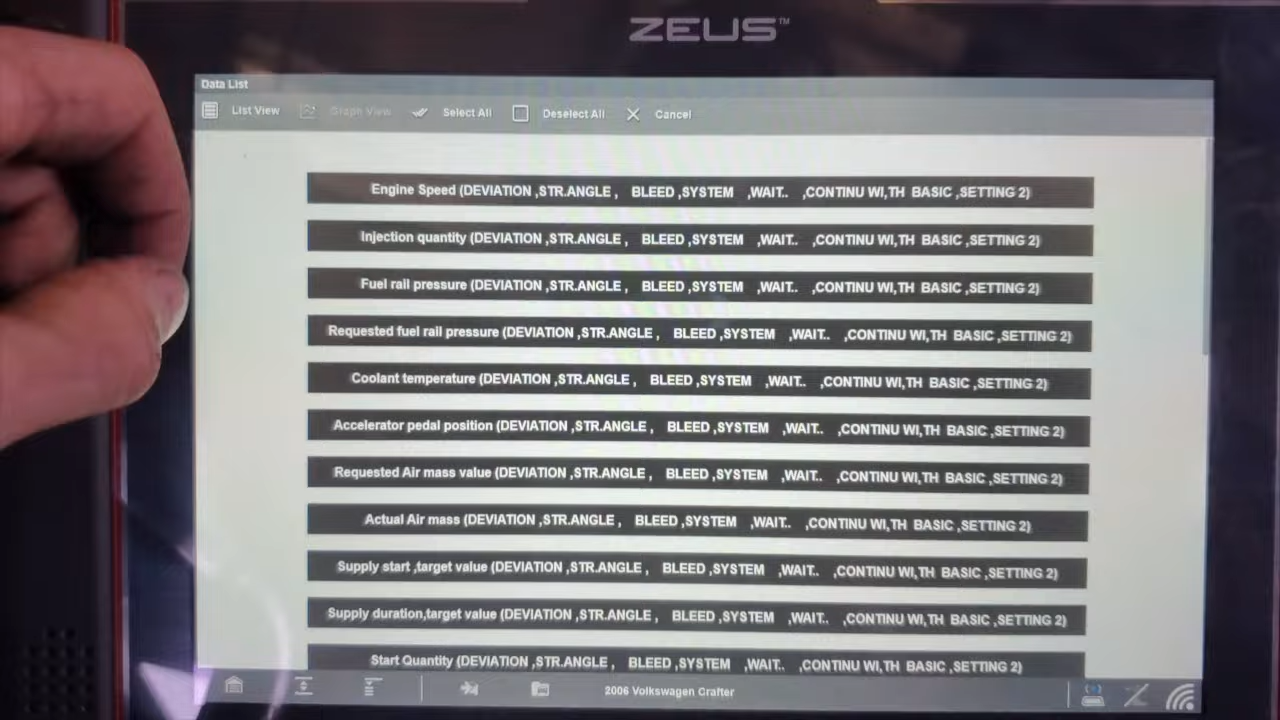 ZEUS™
Data List
List View Graph View Select All Deselect All Cancel
Engine Speed (DEVIATION ,STR.ANGLE , BLEED ,SYSTEM ,WAIT.. ,CONTINU WI,TH BASIC ,SETTING 2)
Injection quantity (DEVIATION ,STR.ANGLE , BLEED ,SYSTEM ,WAIT.. ,CONTINU WI,TH BASIC ,SETTING 2)
Fuel rail pressure (DEVIATION ,STR.ANGLE , BLEED ,SYSTEM ,WAIT.. ,CONTINU WI,TH BASIC ,SETTING 2)
Requested fuel rail pressure (DEVIATION ,STR.ANGLE , BLEED ,SYSTEM ,WAIT.. ,CONTINU WI,TH BASIC ,SETTING 2)
Coolant temperature (DEVIATION ,STR.ANGLE , BLEED ,SYSTEM ,WAIT.. ,CONTINU WI,TH BASIC ,SETTING 2)
Accelerator pedal position (DEVIATION ,STR.ANGLE , BLEED ,SYSTEM ,WAIT.. ,CONTINU WI,TH BASIC ,SETTING 2)
Requested Air mass value (DEVIATION ,STR.ANGLE , BLEED ,SYSTEM ,WAIT.. ,CONTINU WI,TH BASIC ,SETTING 2)
Actual Air mass (DEVIATION ,STR.ANGLE , BLEED ,SYSTEM ,WAIT.. ,CONTINU WI,TH BASIC ,SETTING 2)
Supply start ,target value (DEVIATION ,STR.ANGLE , BLEED ,SYSTEM ,WAIT.. ,CONTINU WI,TH BASIC ,SETTING 2)
Supply duration,target value (DEVIATION ,STR.ANGLE , BLEED ,SYSTEM ,WAIT.. ,CONTINU WI,TH BASIC ,SETTING 2)
Start Quantity (DEVIATION ,STR.ANGLE , BLEED ,SYSTEM ,WAIT.. ,CONTINU WI,TH BASIC ,SETTING 2)
2006 Volkswagen Crafter